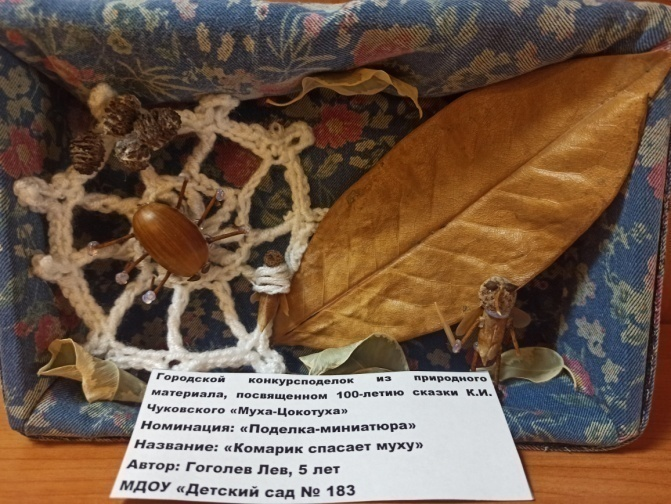 Городской конкурсподелок из природного
материала, посвященном 100-летию сказки К.И.
Чуковского «Муха-Цокотуха»
Номинация: «Поделка-миниатюра»
Название: «Комарик спасает муху»
Автор: Гоголев Лев, 5 лет
МДОУ «Детский сад № 183